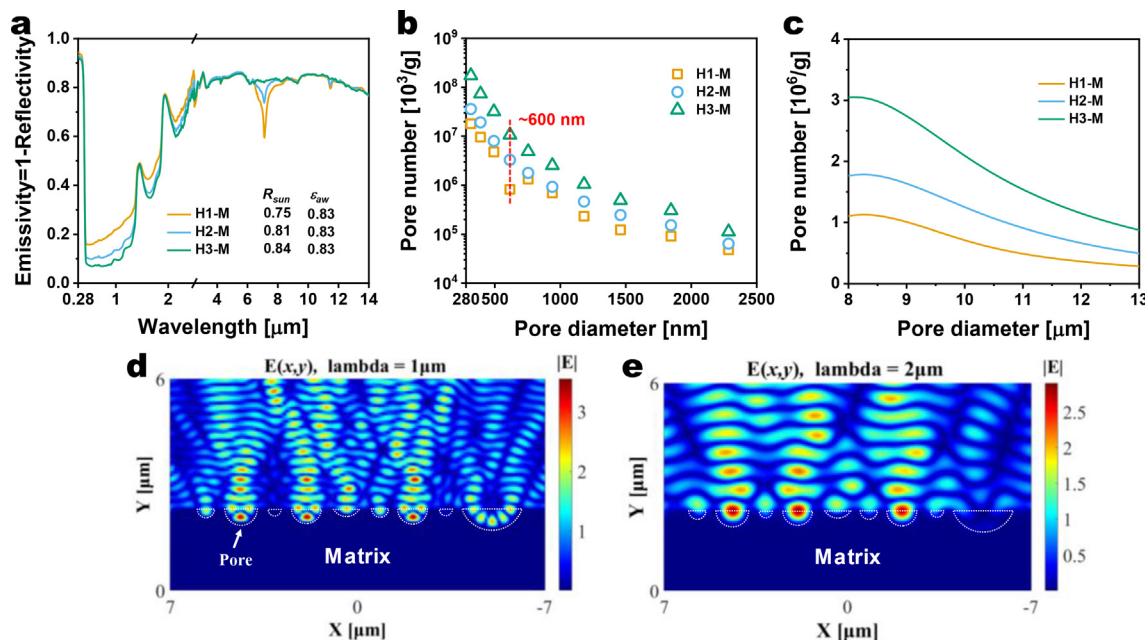 a
Emissivity=1-Reflectivity
1.0
0.8
0.6
0.4
0.2
0.0
R_sun ε_aw
H1-M 0.75 0.83
H2-M 0.81 0.83
H3-M 0.84 0.83
0.28 1 2 4 6 8 10 12 14
Wavelength [μm]
b
Pore number [10³/g]
10⁹
10⁸
10⁷
10⁶
10⁵
10⁴
H1-M
H2-M
H3-M
~600 nm
280 500 1000 1500 2000 2500
Pore diameter [nm]
c
Pore number [10⁶/g]
4
3
2
1
0
H1-M
H2-M
H3-M
8 9 10 11 12 13
Pore diameter [μm]
d
E(x,y), lambda = 1μm
|E|
6
Y [μm]
0
3
2
1
Pore
Matrix
7 0 -7
X [μm]
e
E(x,y), lambda = 2μm
|E|
6
Y [μm]
0
2.5
2
1.5
1
0.5
Matrix
7 0 -7
X [μm]